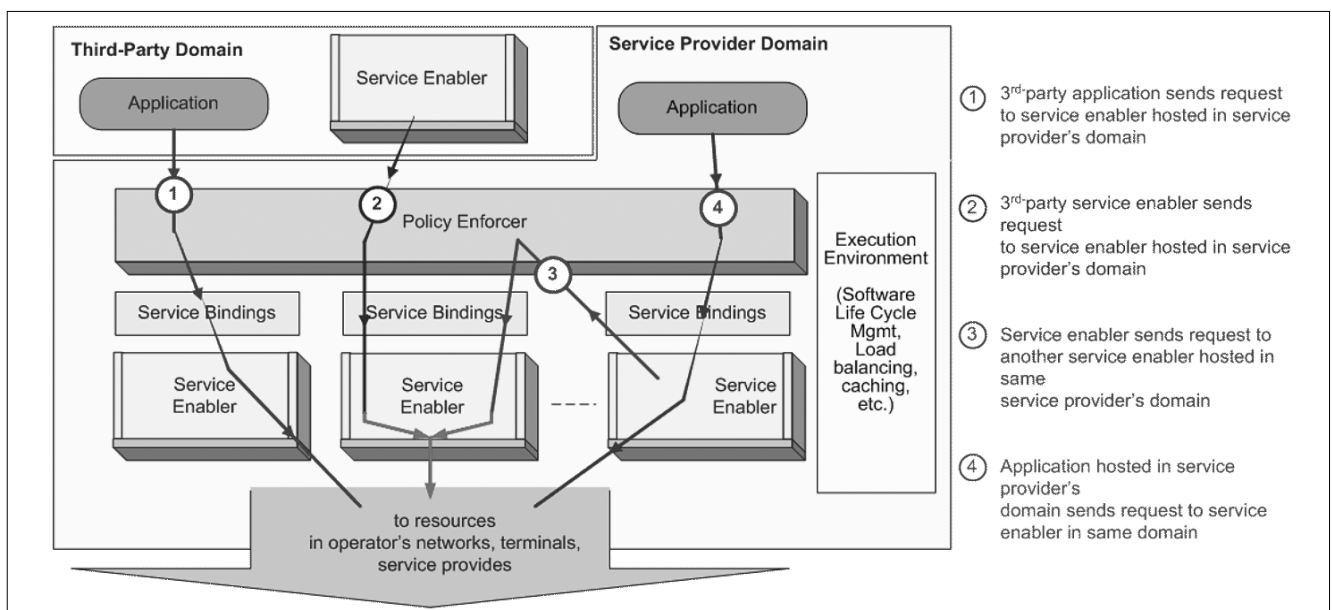 Third-Party Domain
Service Enabler
Application
Service Provider Domain
Application
1
2
4
Policy Enforcer
3
Service Bindings
Service Bindings
Service Bindings
Service
Enabler
Service
Enabler
Service
Enabler
Execution
Environment
(Software
Life Cycle
Mgmt,
Load
balancing,
caching,
etc.)
to resources
in operator's networks, terminals,
service provides
1 3rd-party application sends request
to service enabler hosted in service
provider's domain
2 3rd-party service enabler sends
request
to service enabler hosted in service
provider's domain
3 Service enabler sends request to
another service enabler hosted in
same
service provider's domain
4 Application hosted in service
provider's
domain sends request to service
enabler in same domain